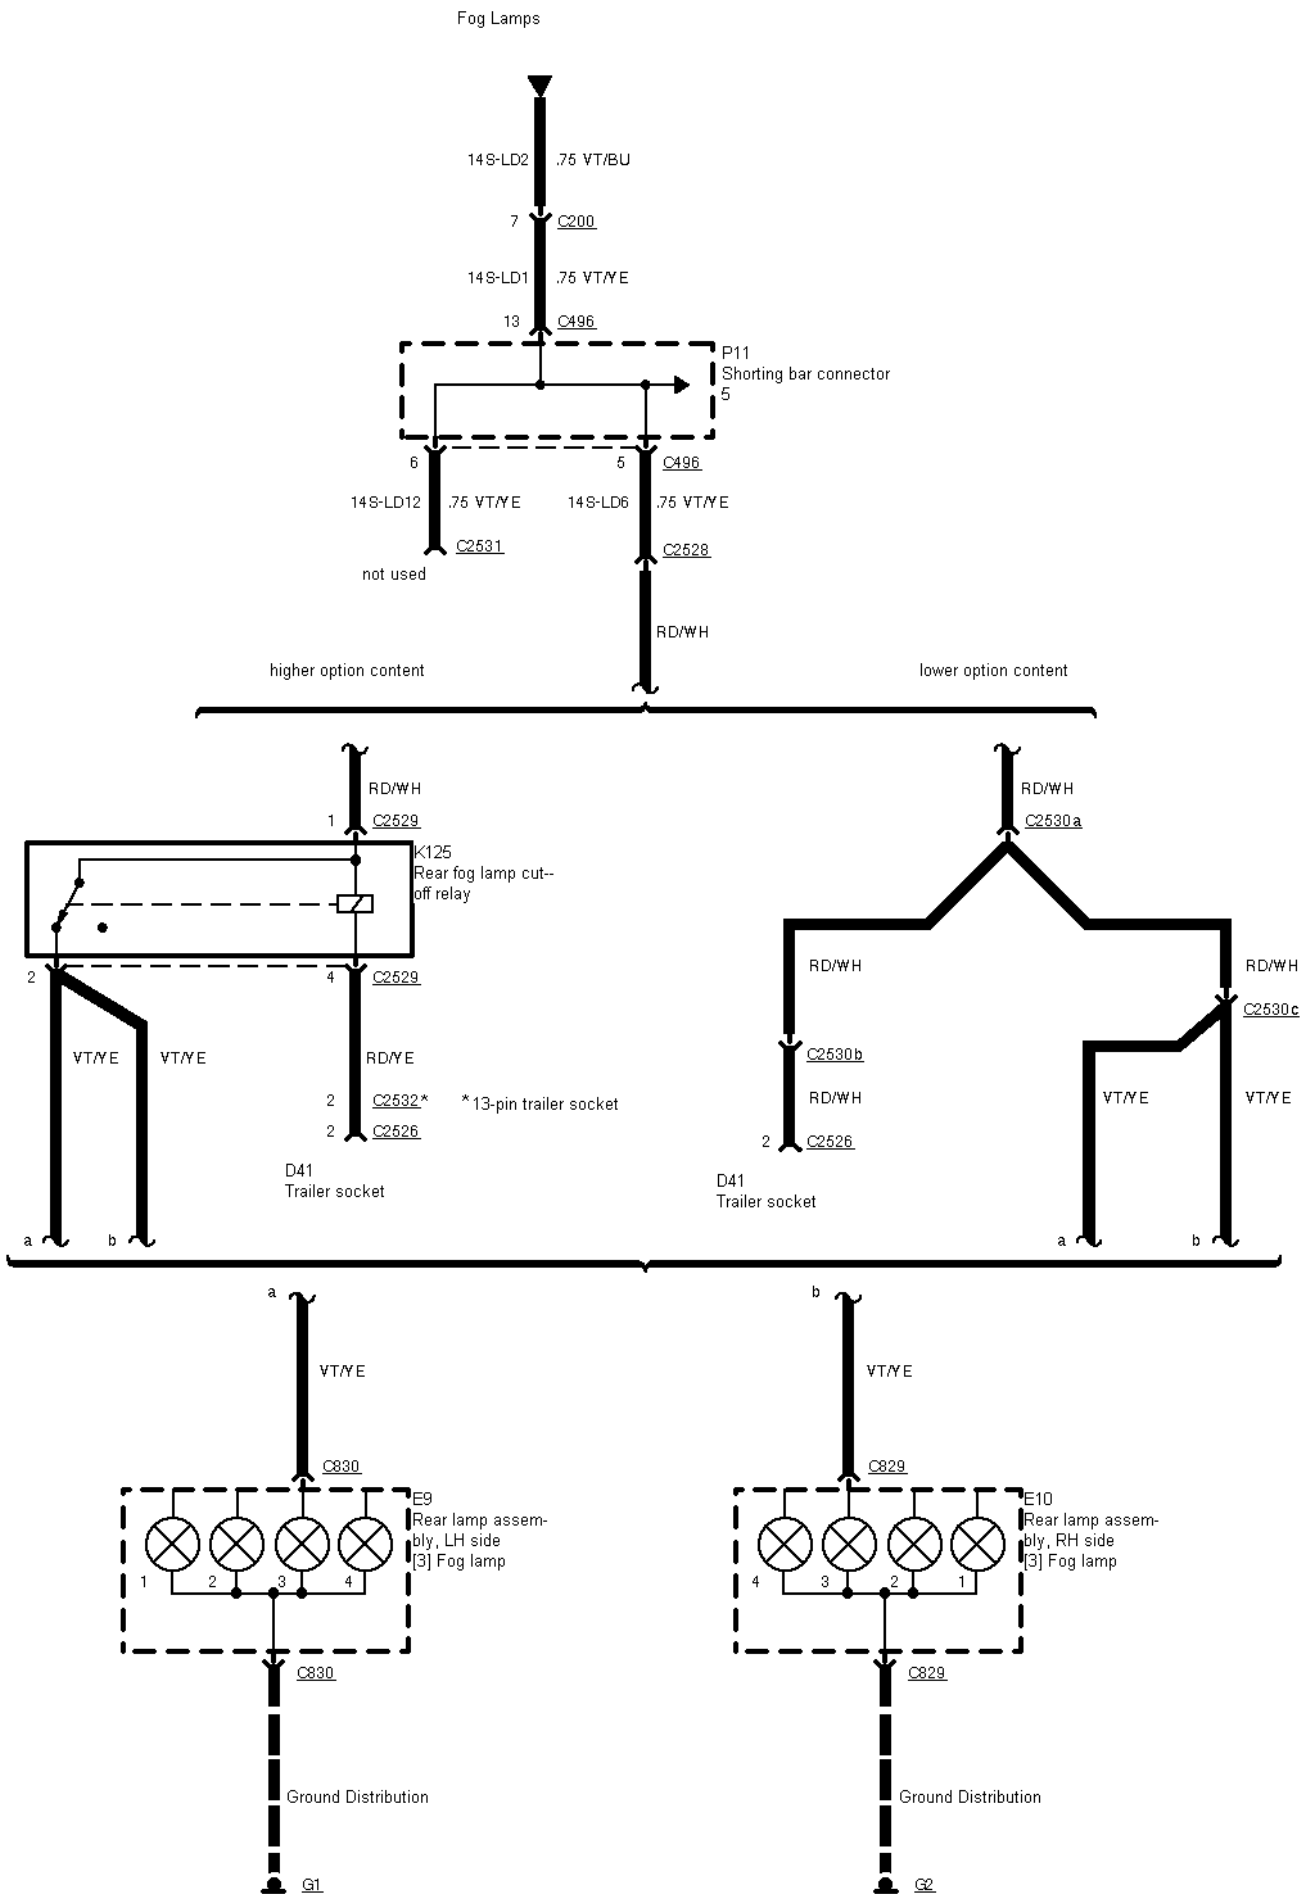 Fog Lamps
14S-LD2 .75 VT/BU
7 C200
14S-LD1 .75 VT/YE
13 C496
P11
Shorting bar connector
5
6 5 C496
14S-LD12 .75 VT/YE 14S-LD6 .75 VT/YE
C2531 C2528
not used
RD/WH
higher option content lower option content
RD/WH RD/WH
1 C2529 C2530a
K125
Rear fog lamp cut--
off relay
RD/WH RD/WH
2 4 C2529
C2530c
VT/YE VT/YE RD/YE C2530b
2 C2532* *13-pin trailer socket RD/WH VT/YE VT/YE
2 C2526 2 C2526
D41
Trailer socket
D41
Trailer socket
a b a b
a b
VT/YE VT/YE
C830 C829
E9
Rear lamp assem-
bly, LH side
[3] Fog lamp
1 2 3 4
E10
Rear lamp assem-
bly, RH side
[3] Fog lamp
4 3 2 1
C830 C829
Ground Distribution Ground Distribution
G1 G2